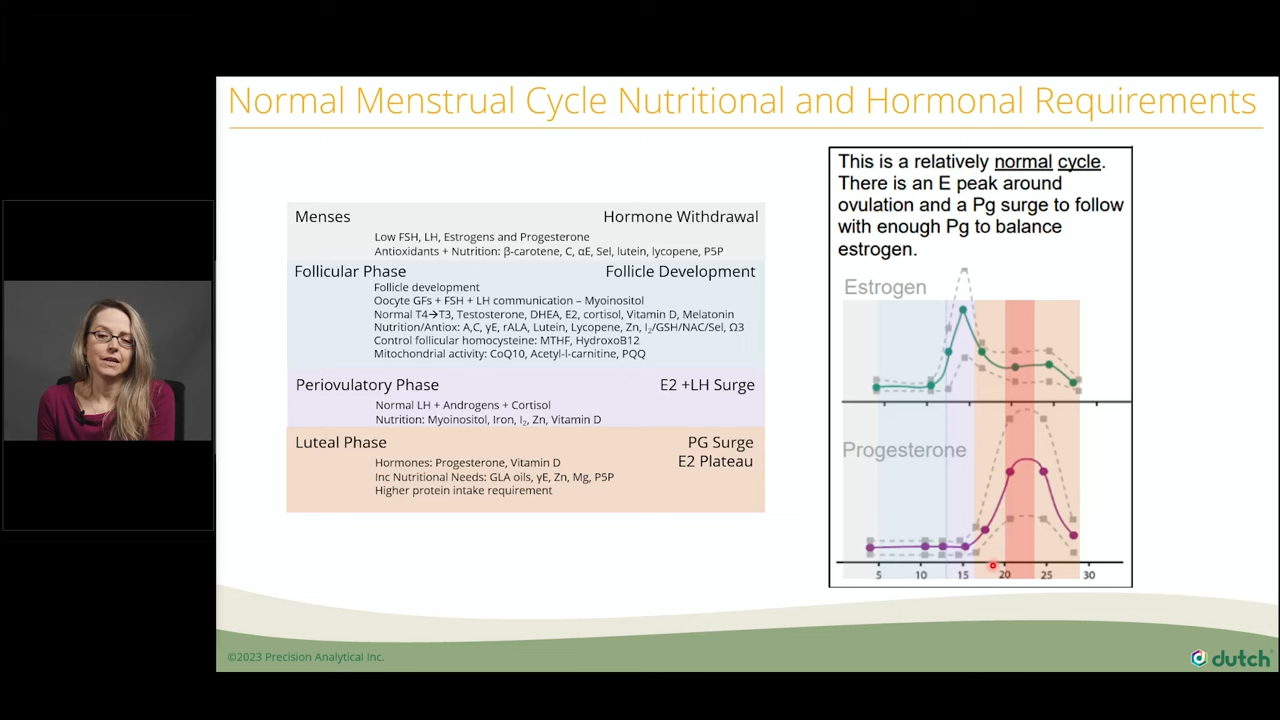 Normal Menstrual Cycle Nutritional and Hormonal Requirements
Menses Hormone Withdrawal
Low FSH, LH, Estrogens and Progesterone
Antioxidants + Nutrition: β-carotene, C, αE, Sel, lutein, lycopene, P5P
Follicular Phase Follicle Development
Follicle development
Oocyte GFs + FSH + LH communication – Myoinositol
Normal T4→T3, Testosterone, DHEA, E2, cortisol, Vitamin D, Melatonin
Nutrition/Antiox: A,C, γE, rALA, Lutein, Lycopene, Zn, I₂/GSH/NAC/Sel, Ω3
Control follicular homocysteine: MTHF, HydroxoB12
Mitochondrial activity: CoQ10, Acetyl-l-carnitine, PQQ
Periovulatory Phase E2 +LH Surge
Normal LH + Androgens + Cortisol
Nutrition: Myoinositol, Iron, I₂, Zn, Vitamin D
Luteal Phase PG Surge
E2 Plateau
Hormones: Progesterone, Vitamin D
Inc Nutritional Needs: GLA oils, γE, Zn, Mg, P5P
Higher protein intake requirement
This is a relatively normal cycle.
There is an E peak around
ovulation and a Pg surge to follow
with enough Pg to balance
estrogen.
Estrogen
Progesterone
5 10 15 20 25 30
©2023 Precision Analytical Inc.
dutch